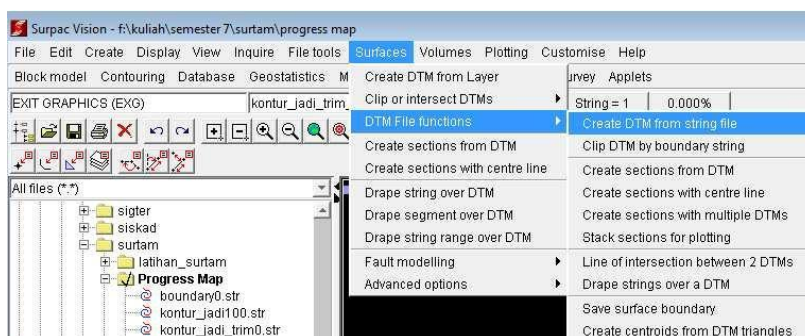 Surpac Vision - f:\kuliah\semester 7\surtam\progress map
File Edit Create Display View Inquire File tools Surfaces Volumes Plotting Customise Help
Block model Contouring Database Geostatistics M
urvey Applets
EXIT GRAPHICS (EXG) kontur_jadi_trim_
String = 1 0.000%
All files (*.*)
sigter
siskad
surtam
latihan_surtam
Progress Map
boundary0.str
kontur_jadi100.str
kontur_jadi_trim0.str
Create DTM from Layer
Clip or intersect DTMs
DTM File functions
Create sections from DTM
Create sections with centre line
Drape string over DTM
Drape segment over DTM
Drape string range over DTM
Fault modelling
Advanced options
Create DTM from string file
Clip DTM by boundary string
Create sections from DTM
Create sections with centre line
Create sections with multiple DTMs
Stack sections for plotting
Line of intersection between 2 DTMs
Drape strings over a DTM
Save surface boundary
Create centroids from DTM triangles